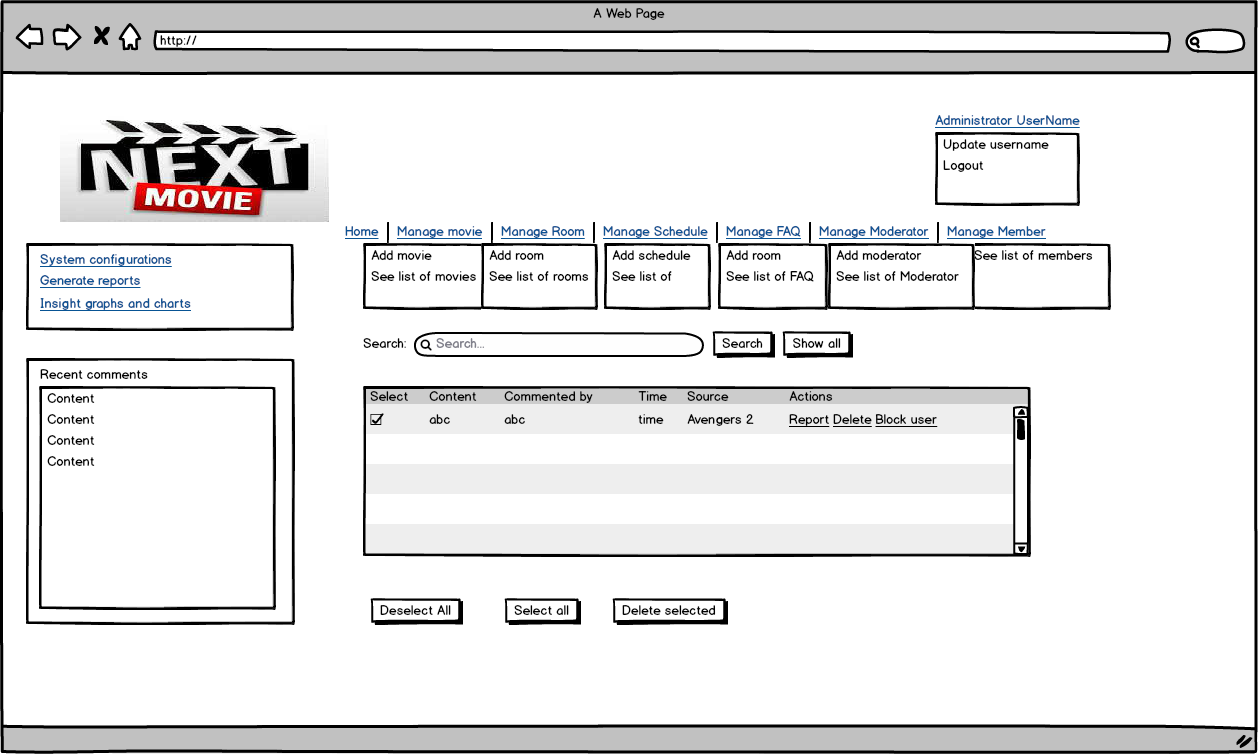 A Web Page
http://
NEXT
MOVIE
Administrator UserName
Update username
Logout
Home Manage movie Manage Room Manage Schedule Manage FAQ Manage Moderator Manage Member
Add movie Add room Add schedule Add room Add moderator See list of members
See list of movies See list of rooms See list of See list of FAQ See list of Moderator
System configurations
Generate reports
Insight graphs and charts
Search: Search... Search Show all
Recent comments
Content
Content
Content
Content
Select Content Commented by Time Source Actions
abc abc time Avengers 2 Report Delete Block user
Deselect All Select all Delete selected